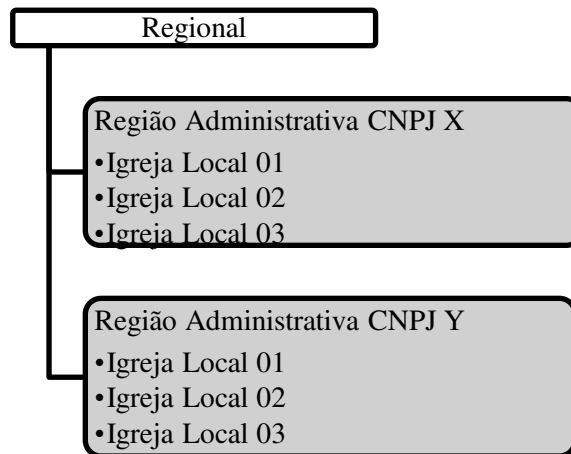 Regional
Região Administrativa CNPJ X
•Igreja Local 01
•Igreja Local 02
•Igreja Local 03
Região Administrativa CNPJ Y
•Igreja Local 01
•Igreja Local 02
•Igreja Local 03